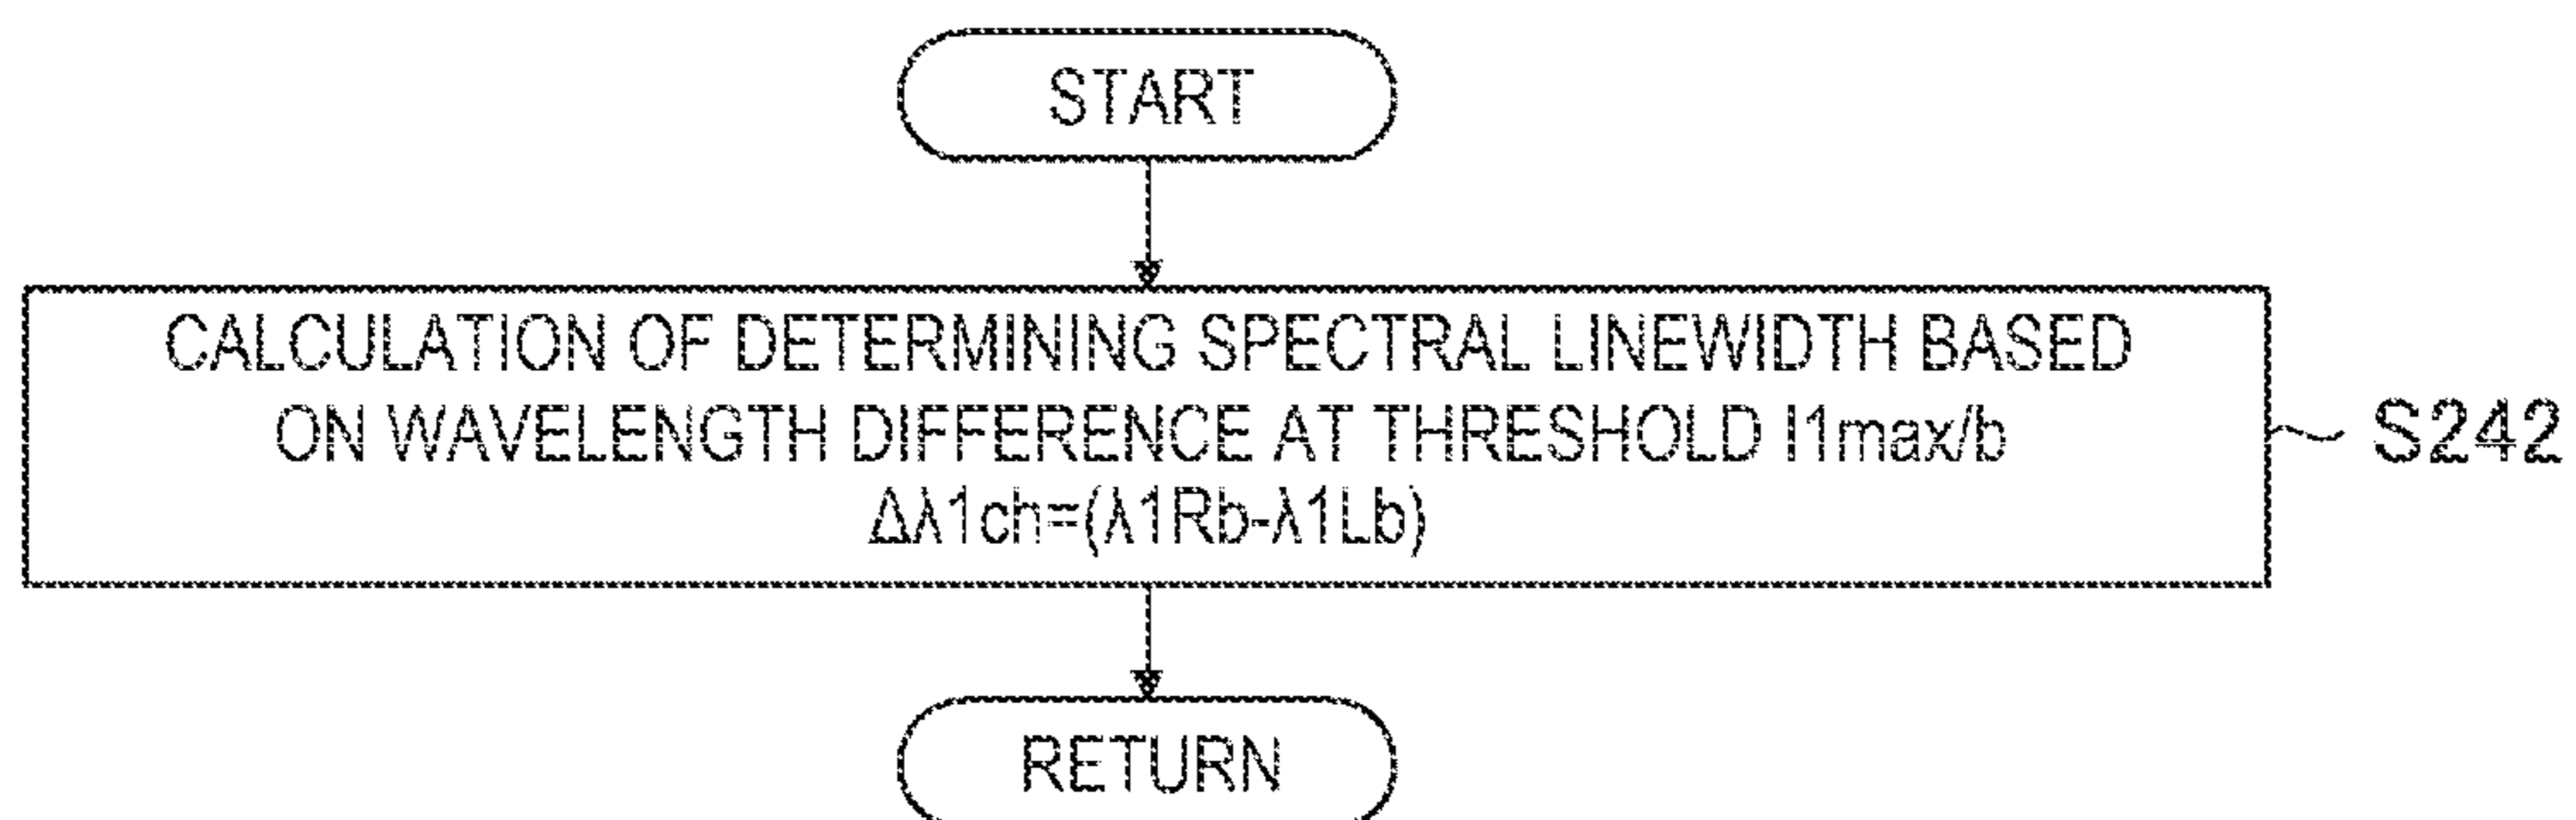 START
CALCULATION OF DETERMINING SPECTRAL LINEWIDTH BASED
ON WAVELENGTH DIFFERENCE AT THRESHOLD I1max/b
Δλ1ch=(λ1Rb-λ1Lb)
S242
RETURN